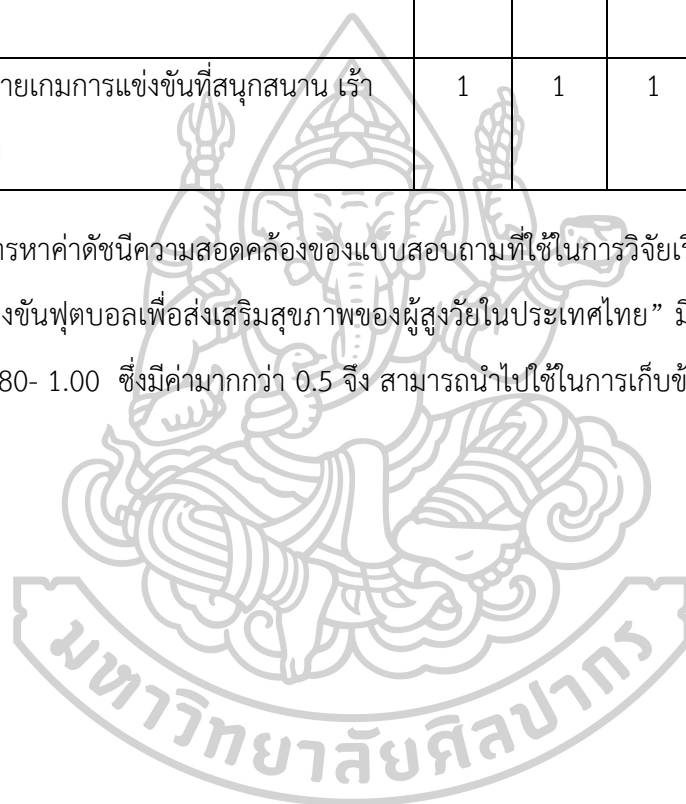 ายเกมการแข่งขันที่สนุกสนาน เร้า 1 1 1
ารหาค่าดัชนีความสอดคล้องของแบบสอบถามที่ใช้ในการวิจัยเรื
งขันฟุตบอลเพื่อส่งเสริมสุขภาพของผู้สูงวัยในประเทศไทย” มี
80- 1.00 ซึ่งมีค่ามากกว่า 0.5 จึง สามารถนำไปใช้ในการเก็บข้
มหาวิทยาลัยศิลปากร